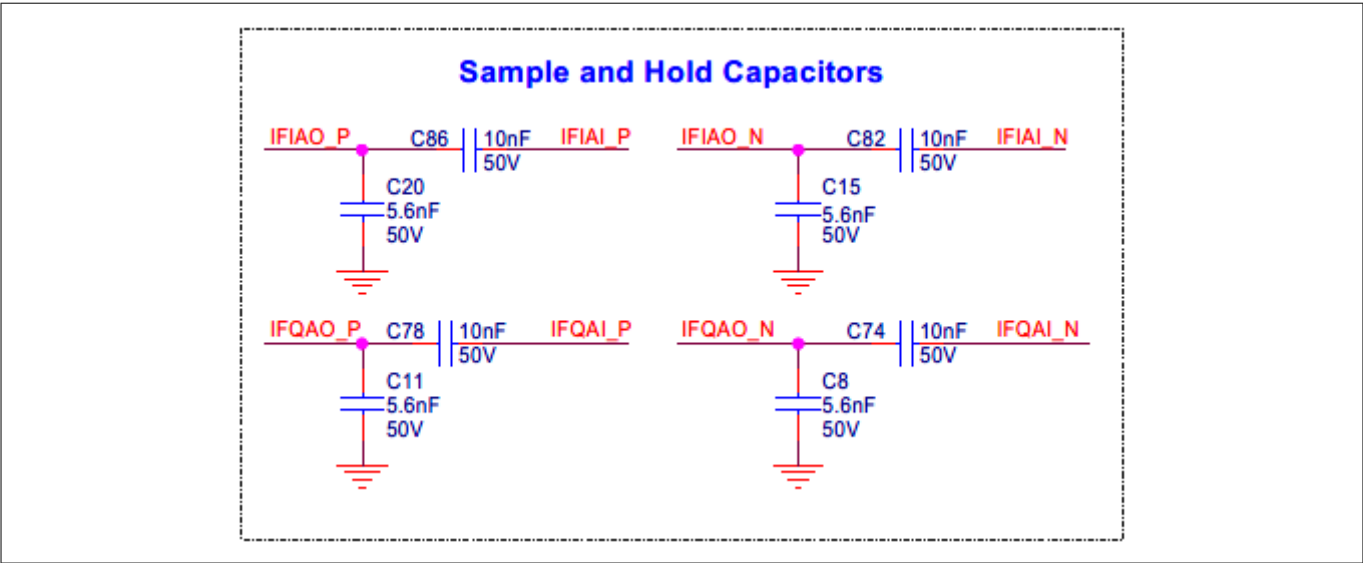 Sample and Hold Capacitors
IFIAO_P C86 10nF IFIAI_P
50V
C20
5.6nF
50V
IFIAO_N C82 10nF IFIAI_N
50V
C15
5.6nF
50V
IFQAO_P C78 10nF IFQAI_P
50V
C11
5.6nF
50V
IFQAO_N C74 10nF IFQAI_N
50V
C8
5.6nF
50V